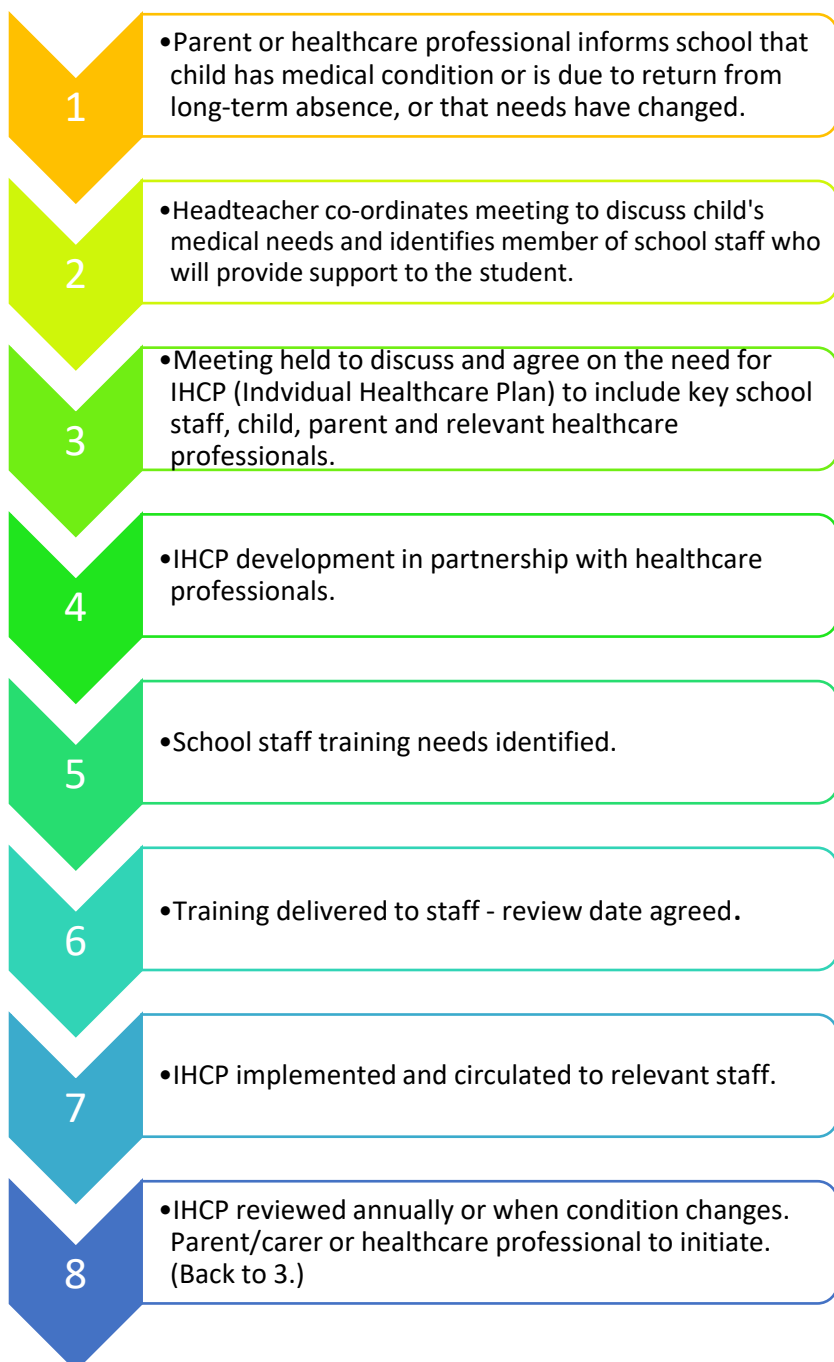 1
•Parent or healthcare professional informs school that
child has medical condition or is due to return from
long-term absence, or that needs have changed.
2
•Headteacher co-ordinates meeting to discuss child's
medical needs and identifies member of school staff who
will provide support to the student.
3
•Meeting held to discuss and agree on the need for
IHCP (Indvidual Healthcare Plan) to include key school
staff, child, parent and relevant healthcare
professionals.
4
•IHCP development in partnership with healthcare
professionals.
5
•School staff training needs identified.
6
•Training delivered to staff - review date agreed.
7
•IHCP implemented and circulated to relevant staff.
8
•IHCP reviewed annually or when condition changes.
Parent/carer or healthcare professional to initiate.
(Back to 3.)